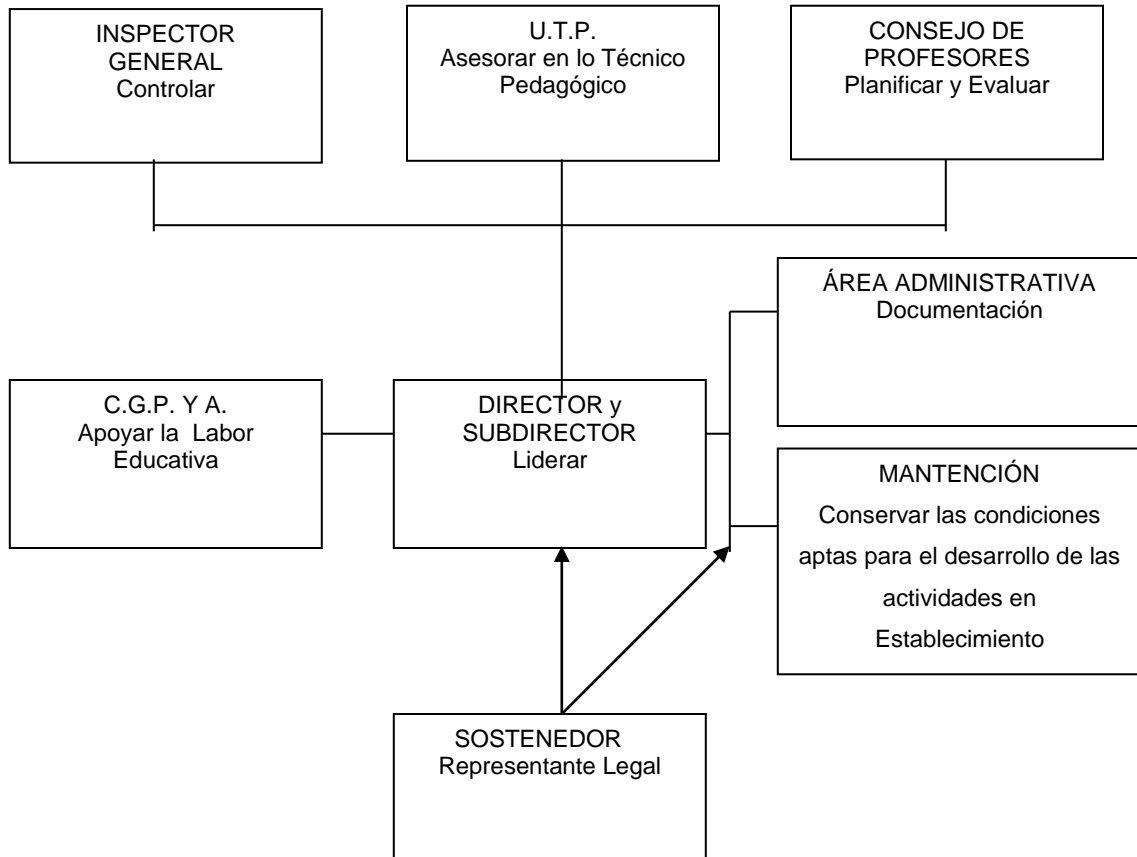 INSPECTOR
GENERAL
Controlar
U.T.P.
Asesorar en lo Técnico
Pedagógico
CONSEJO DE
PROFESORES
Planificar y Evaluar
ÁREA ADMINISTRATIVA
Documentación
C.G.P. Y A.
Apoyar la Labor
Educativa
DIRECTOR y
SUBDIRECTOR
Liderar
MANTENCIÓN
Conservar las condiciones
aptas para el desarrollo de las
actividades en
Establecimiento
SOSTENEDOR
Representante Legal